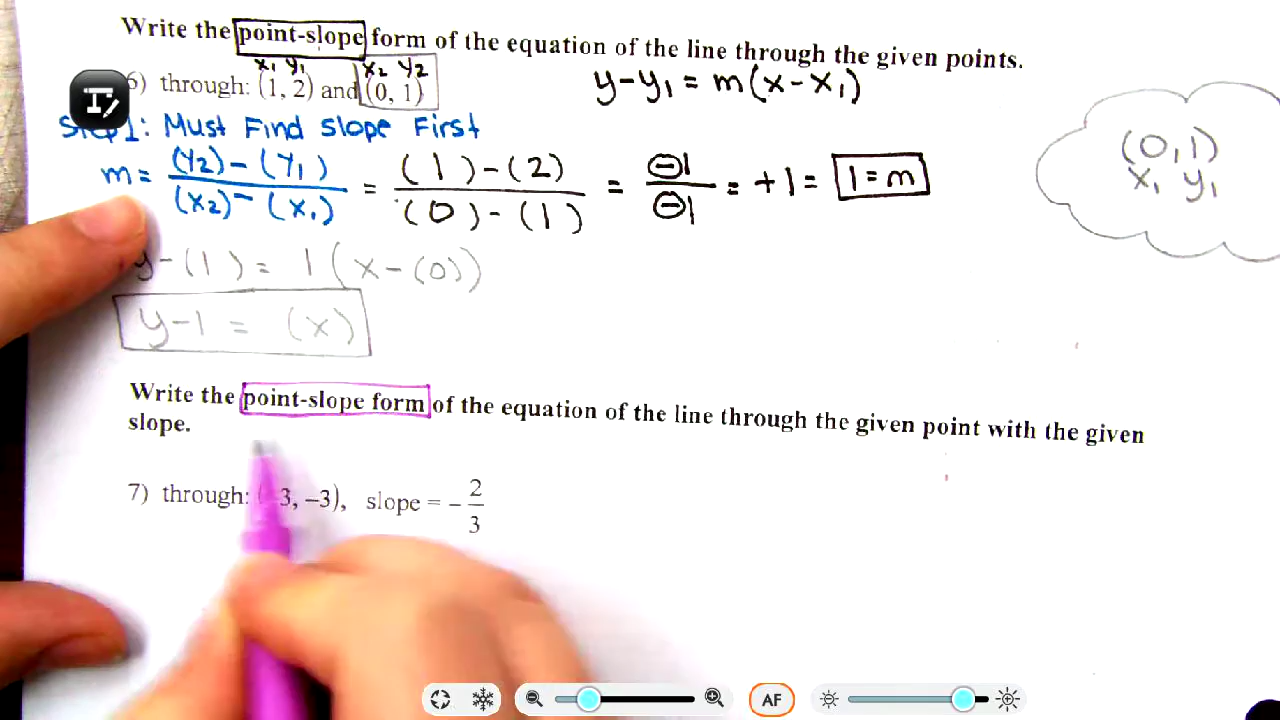 Write the point-slope form of the equation of the line through the given points.
x₁ y₁ x₂ y₂
6) through: (1, 2) and (0, 1)
y-y₁ = m(x-x₁)
Step 1: Must Find Slope First
m = (y₂)-(y₁) / (x₂)-(x₁) = (1)-(2) / (0)-(1) = -1 / -1 = +1 = 1=m
(0,1)
x₁ y₁
y-(1) = 1(x-(0))
y-1 = (x)
Write the point-slope form of the equation of the line through the given point with the given
slope.
7) through: 3, –3), slope = – 2/3
AF